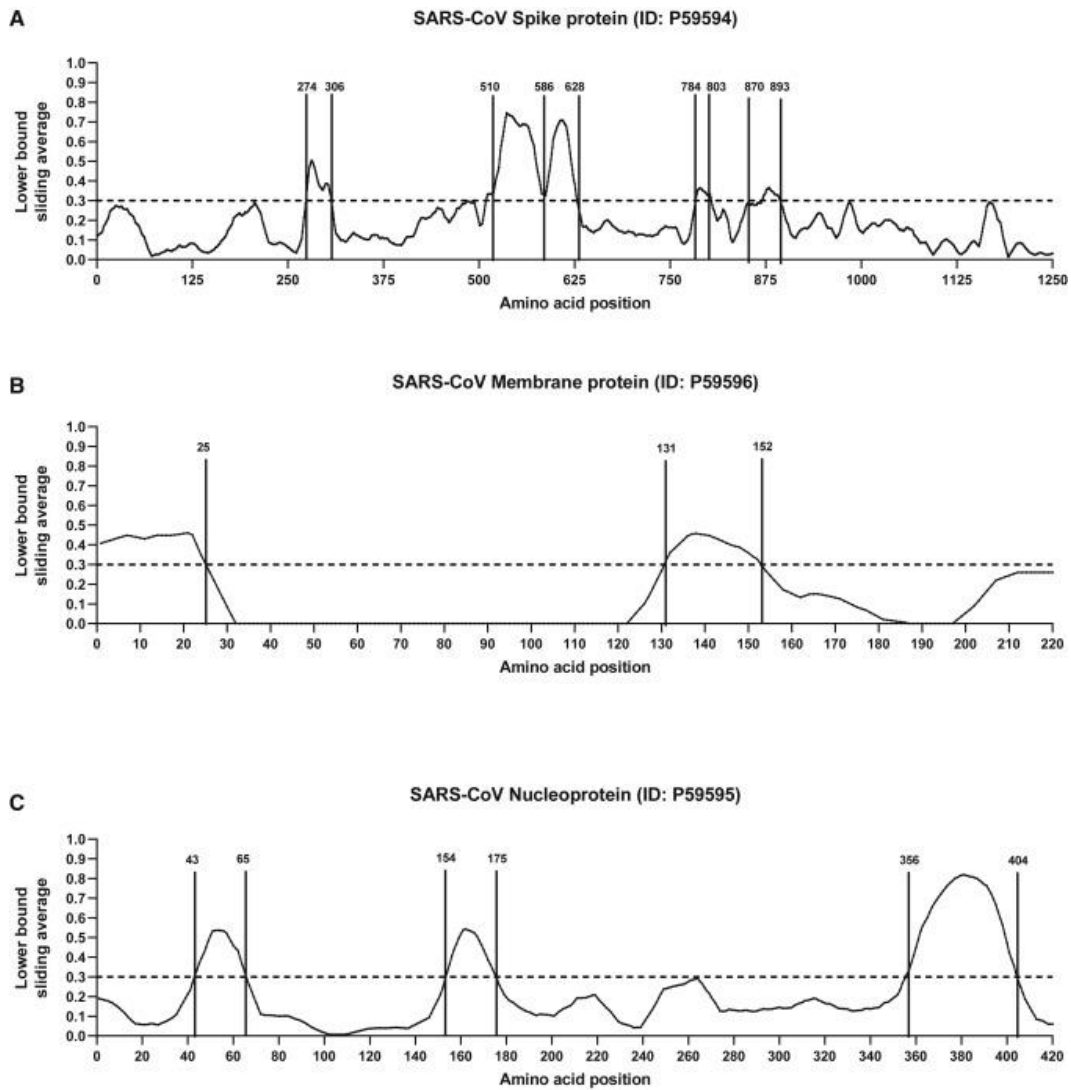 A
SARS-CoV Spike protein (ID: P59594)
274 306 510 586 628 784 803 870 893
1.0
0.9
0.8
0.7
0.6
0.5
0.4
0.3
0.2
0.1
0.0
Lower bound
sliding average
0 125 250 375 500 625 750 875 1000 1125 1250
Amino acid position
B
SARS-CoV Membrane protein (ID: P59596)
25 131 152
1.0
0.9
0.8
0.7
0.6
0.5
0.4
0.3
0.2
0.1
0.0
Lower bound
sliding average
0 10 20 30 40 50 60 70 80 90 100 110 120 130 140 150 160 170 180 190 200 210 220
Amino acid position
C
SARS-CoV Nucleoprotein (ID: P59595)
43 65 154 175 356 404
1.0
0.9
0.8
0.7
0.6
0.5
0.4
0.3
0.2
0.1
0.0
Lower bound
sliding average
0 20 40 60 80 100 120 140 160 180 200 220 240 260 280 300 320 340 360 380 400 420
Amino acid position